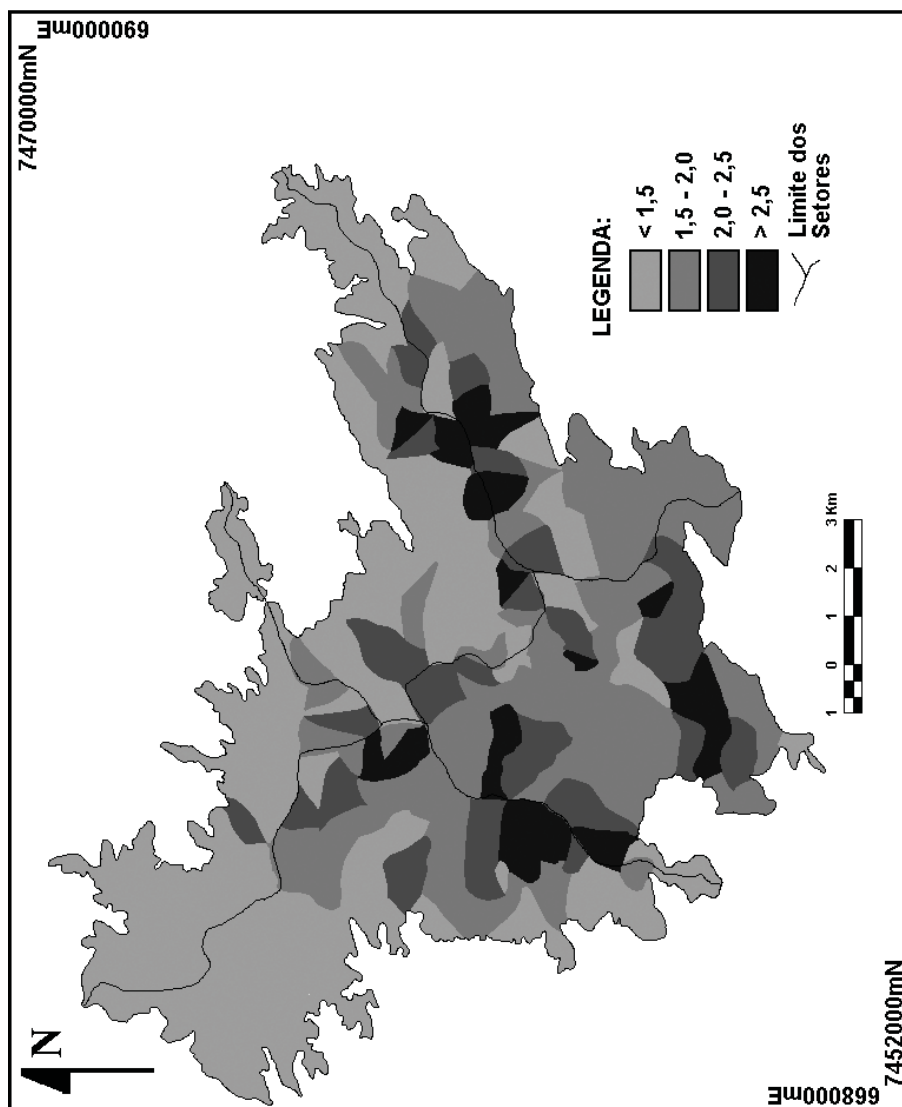 690000mE
7470000mN
LEGENDA:
< 1,5
1,5 - 2,0
2,0 - 2,5
> 2,5
Limite dos
Setores
1 0 1 2 3 Km
N
7452000mN
668000mE